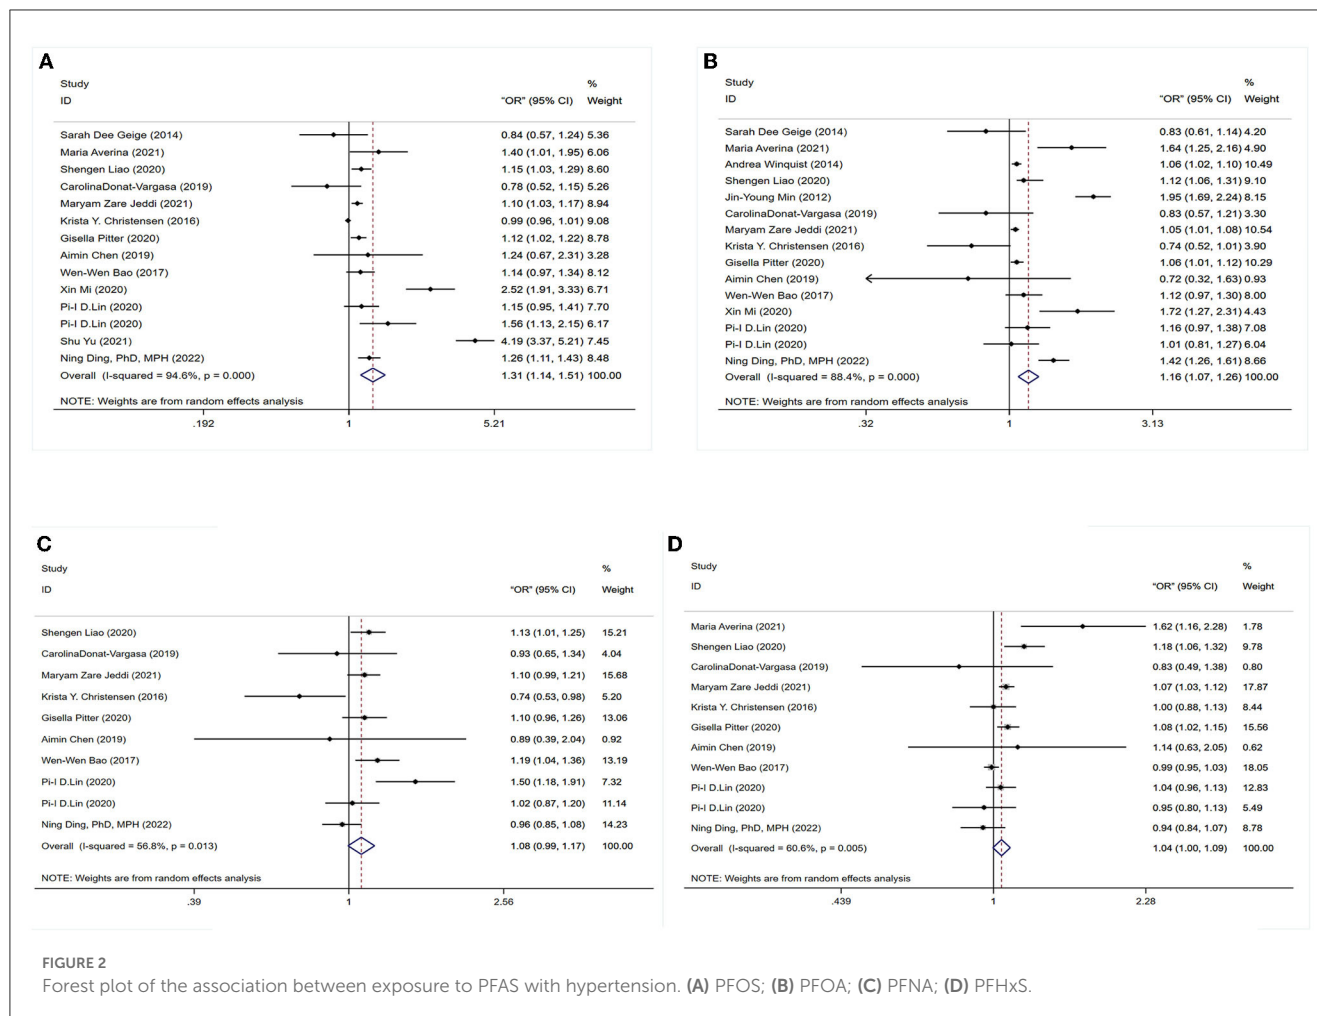 A
Study %
ID "OR" (95% CI) Weight
Sarah Dee Geige (2014) 0.84 (0.57, 1.24) 5.36
Maria Averina (2021) 1.40 (1.01, 1.95) 6.06
Shengen Liao (2020) 1.15 (1.03, 1.29) 8.60
CarolinaDonat-Vargasa (2019) 0.78 (0.52, 1.15) 5.26
Maryam Zare Jeddi (2021) 1.10 (1.03, 1.17) 8.94
Krista Y. Christensen (2016) 0.99 (0.96, 1.01) 9.08
Gisella Pitter (2020) 1.12 (1.02, 1.22) 8.78
Aimin Chen (2019) 1.24 (0.67, 2.31) 3.28
Wen-Wen Bao (2017) 1.14 (0.97, 1.34) 8.12
Xin Mi (2020) 2.52 (1.91, 3.33) 6.71
Pi-I D.Lin (2020) 1.15 (0.95, 1.41) 7.70
Pi-I D.Lin (2020) 1.56 (1.13, 2.15) 6.17
Shu Yu (2021) 4.19 (3.37, 5.21) 7.45
Ning Ding, PhD, MPH (2022) 1.26 (1.11, 1.43) 8.48
Overall (I-squared = 94.6%, p = 0.000) 1.31 (1.14, 1.51) 100.00
NOTE: Weights are from random effects analysis
.192 1 5.21
B
Study %
ID "OR" (95% CI) Weight
Sarah Dee Geige (2014) 0.83 (0.61, 1.14) 4.20
Maria Averina (2021) 1.64 (1.25, 2.16) 4.90
Andrea Winquist (2014) 1.06 (1.02, 1.10) 10.49
Shengen Liao (2020) 1.12 (1.06, 1.31) 9.10
Jin-Young Min (2012) 1.95 (1.69, 2.24) 8.15
CarolinaDonat-Vargasa (2019) 0.83 (0.57, 1.21) 3.30
Maryam Zare Jeddi (2021) 1.05 (1.01, 1.08) 10.54
Krista Y. Christensen (2016) 0.74 (0.52, 1.01) 3.90
Gisella Pitter (2020) 1.06 (1.01, 1.12) 10.29
Aimin Chen (2019) 0.72 (0.32, 1.63) 0.93
Wen-Wen Bao (2017) 1.12 (0.97, 1.30) 8.00
Xin Mi (2020) 1.72 (1.27, 2.31) 4.43
Pi-I D.Lin (2020) 1.16 (0.97, 1.38) 7.08
Pi-I D.Lin (2020) 1.01 (0.81, 1.27) 6.04
Ning Ding, PhD, MPH (2022) 1.42 (1.26, 1.61) 8.66
Overall (I-squared = 88.4%, p = 0.000) 1.16 (1.07, 1.26) 100.00
NOTE: Weights are from random effects analysis
.32 1 3.13
C
Study %
ID "OR" (95% CI) Weight
Shengen Liao (2020) 1.13 (1.01, 1.25) 15.21
CarolinaDonat-Vargasa (2019) 0.93 (0.65, 1.34) 4.04
Maryam Zare Jeddi (2021) 1.10 (0.99, 1.21) 15.68
Krista Y. Christensen (2016) 0.74 (0.53, 0.98) 5.20
Gisella Pitter (2020) 1.10 (0.96, 1.26) 13.06
Aimin Chen (2019) 0.89 (0.39, 2.04) 0.92
Wen-Wen Bao (2017) 1.19 (1.04, 1.36) 13.19
Pi-I D.Lin (2020) 1.50 (1.18, 1.91) 7.32
Pi-I D.Lin (2020) 1.02 (0.87, 1.20) 11.14
Ning Ding, PhD, MPH (2022) 0.96 (0.85, 1.08) 14.23
Overall (I-squared = 56.8%, p = 0.013) 1.08 (0.99, 1.17) 100.00
NOTE: Weights are from random effects analysis
.39 1 2.56
D
Study %
ID "OR" (95% CI) Weight
Maria Averina (2021) 1.62 (1.16, 2.28) 1.78
Shengen Liao (2020) 1.18 (1.06, 1.32) 9.78
CarolinaDonat-Vargasa (2019) 0.83 (0.49, 1.38) 0.80
Maryam Zare Jeddi (2021) 1.07 (1.03, 1.12) 17.87
Krista Y. Christensen (2016) 1.00 (0.88, 1.13) 8.44
Gisella Pitter (2020) 1.08 (1.02, 1.15) 15.56
Aimin Chen (2019) 1.14 (0.63, 2.05) 0.62
Wen-Wen Bao (2017) 0.99 (0.95, 1.03) 18.05
Pi-I D.Lin (2020) 1.04 (0.96, 1.13) 12.83
Pi-I D.Lin (2020) 0.95 (0.80, 1.13) 5.49
Ning Ding, PhD, MPH (2022) 0.94 (0.84, 1.07) 8.78
Overall (I-squared = 60.6%, p = 0.005) 1.04 (1.00, 1.09) 100.00
NOTE: Weights are from random effects analysis
.439 1 2.28
FIGURE 2
Forest plot of the association between exposure to PFAS with hypertension. (A) PFOS; (B) PFOA; (C) PFNA; (D) PFHxS.